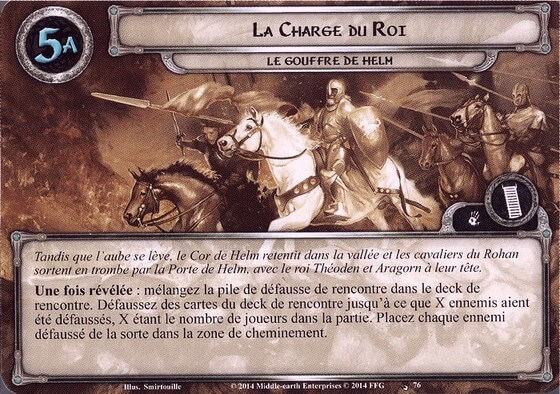 5A
La Charge du Roi
Le Gouffre de Helm
Tandis que l'aube se lève, le Cor de Helm retentit dans la vallée et les cavaliers du Rohan
sortent en trombe par la Porte de Helm, avec le roi Théoden et Aragorn à leur tête.
Une fois révélée : mélangez la pile de défausse de rencontre dans le deck de
rencontre. Défaussez des cartes du deck de rencontre jusqu'à ce que X ennemis aient
été défaussés, X étant le nombre de joueurs dans la partie. Placez chaque ennemi
défaussé de la sorte dans la zone de cheminement.
Illus. Smirtouille © 2014 Middle-earth Enterprises © 2014 FFG 76